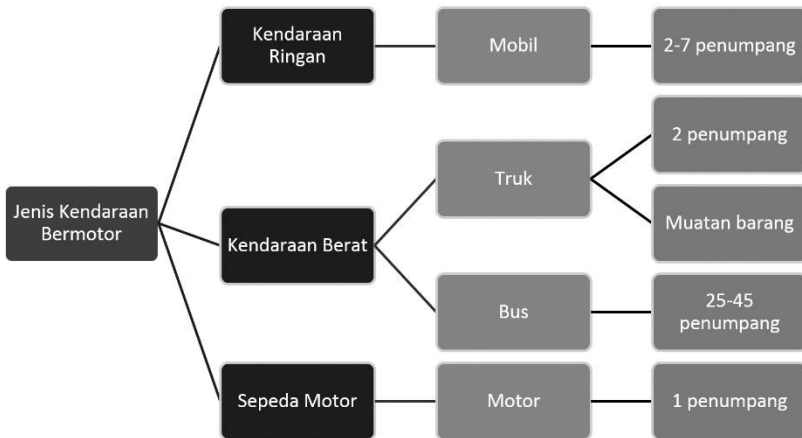 Jenis Kendaraan
Bermotor
Kendaraan
Ringan
Mobil
2-7 penumpang
Kendaraan Berat
Truk
2 penumpang
Muatan barang
Bus
25-45
penumpang
Sepeda Motor
Motor
1 penumpang